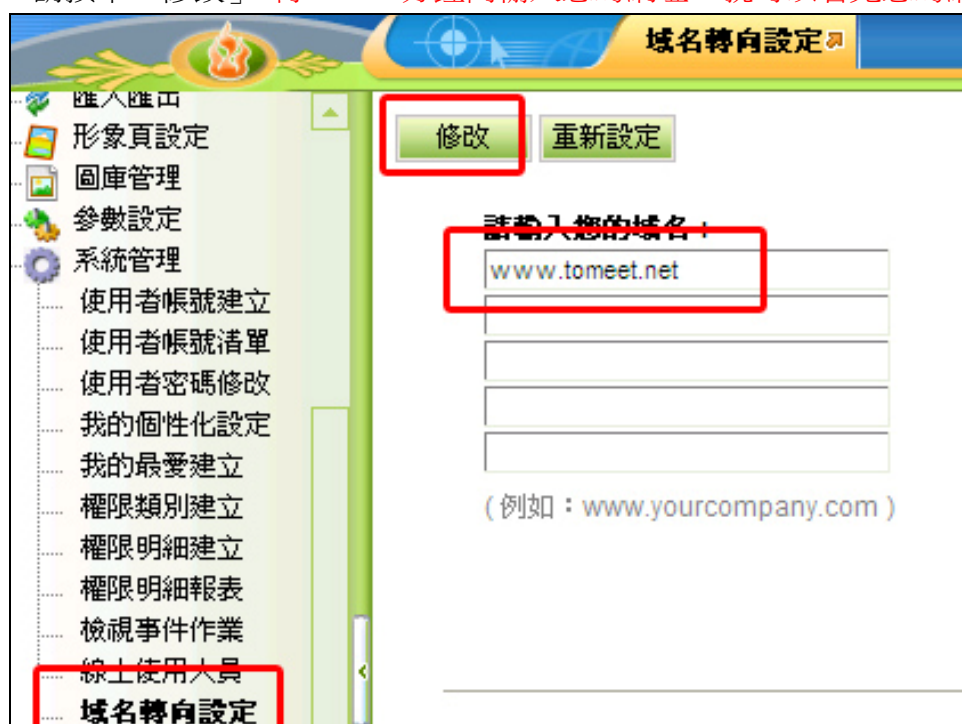 域名轉向設定
匯入匯出
形象頁設定
圖庫管理
參數設定
系統管理
使用者帳號建立
使用者帳號清單
使用者密碼修改
我的個性化設定
我的最愛建立
權限類別建立
權限明細建立
權限明細報表
檢視事件作業
線上使用人員
域名轉向設定
修改
重新設定
請輸入您的域名：
www.tomeet.net
(例如：www.yourcompany.com )